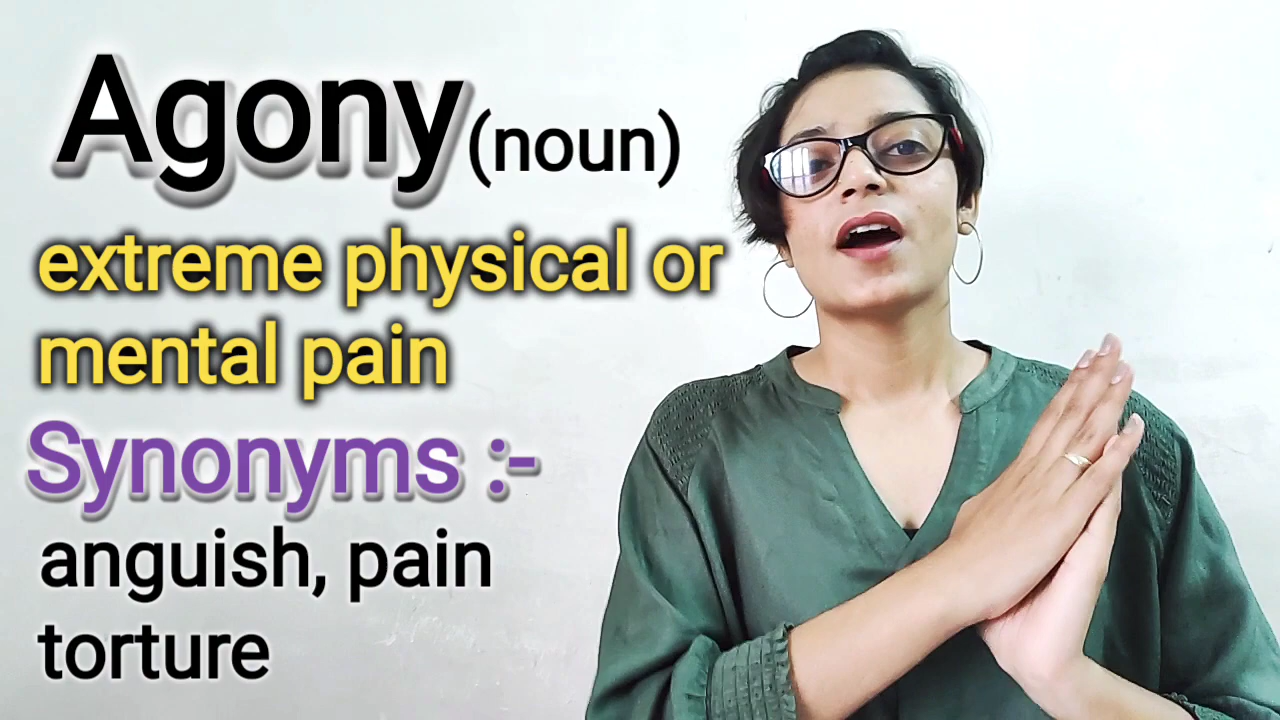 Agony (noun)
extreme physical or
mental pain
Synonyms :-
anguish, pain
torture